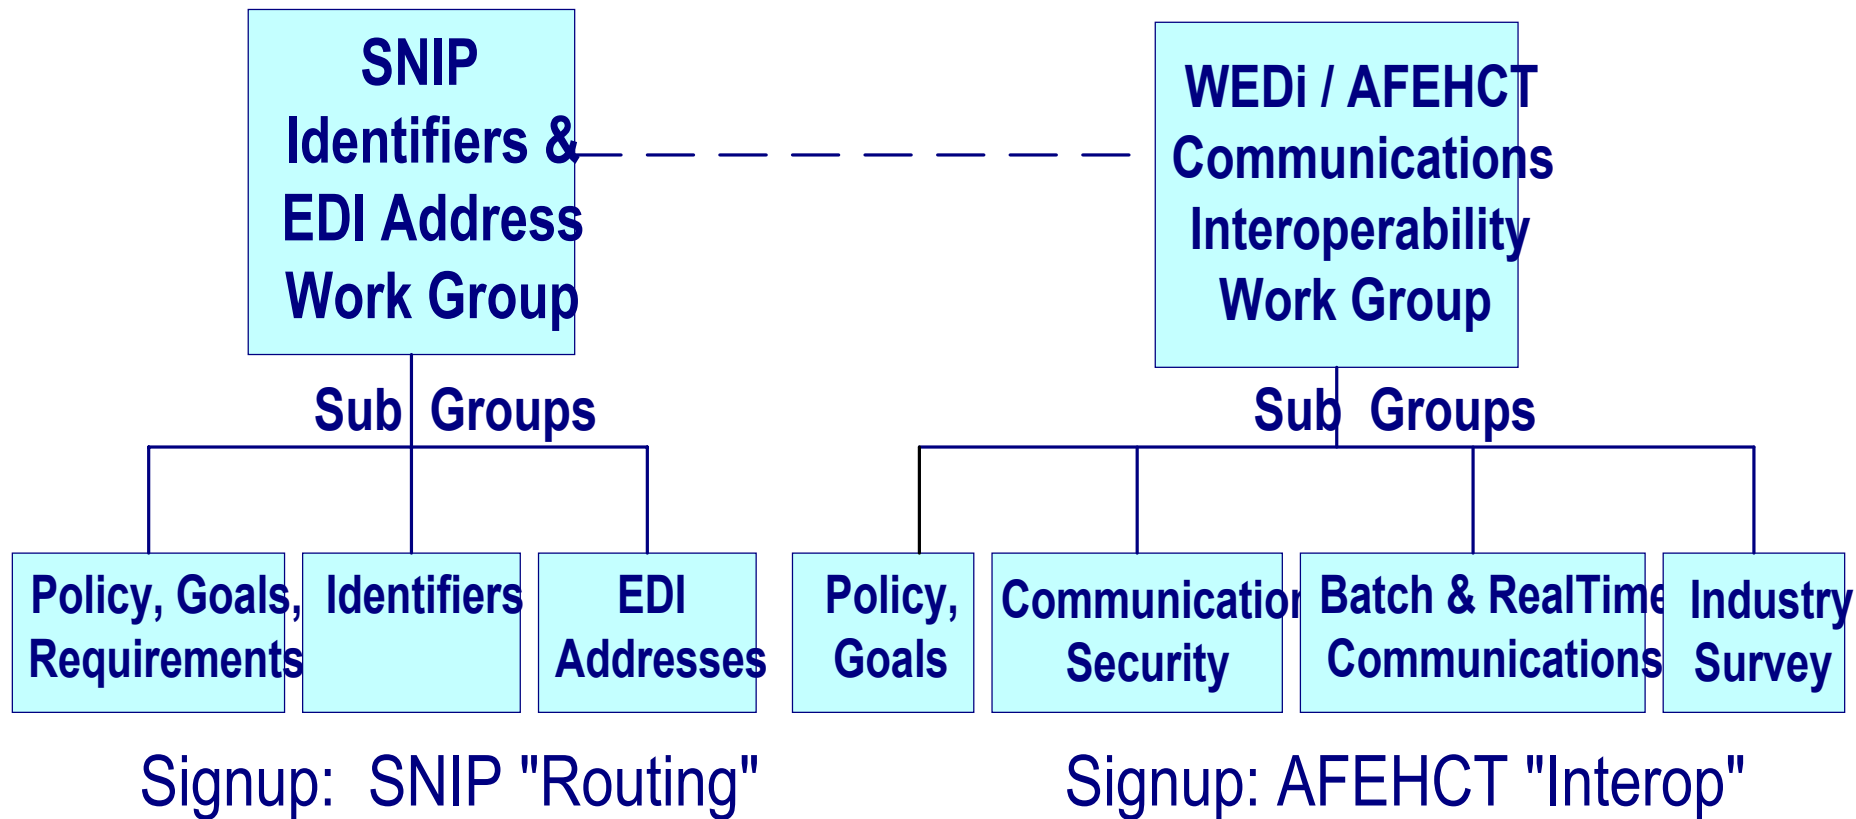 SNIP
Identifiers &
EDI Address
Work Group
WEDi / AFEHCT
Communications
Interoperability
Work Group
Sub Groups
Sub Groups
Policy, Goals,
Requirements
Identifiers
EDI
Addresses
Policy,
Goals
Communication
Security
Batch & RealTime
Communications
Industry
Survey
Signup: SNIP "Routing"
Signup: AFEHCT "Interop"